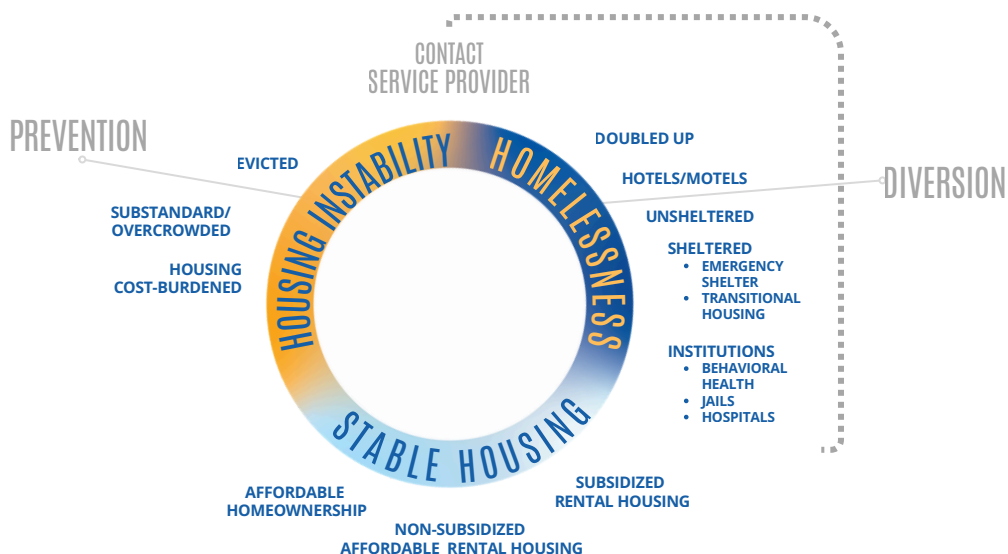 CONTACT
SERVICE PROVIDER
PREVENTION
DIVERSION
HOUSING INSTABILITY
HOMELESSNESS
STABLE HOUSING
EVICTED
SUBSTANDARD/
OVERCROWDED
HOUSING
COST-BURDENED
DOUBLED UP
HOTELS/MOTELS
UNSHELTERED
SHELTERED
• EMERGENCY
SHELTER
• TRANSITIONAL
HOUSING
INSTITUTIONS
• BEHAVIORAL
HEALTH
• JAILS
• HOSPITALS
AFFORDABLE
HOMEOWNERSHIP
NON-SUBSIDIZED
AFFORDABLE RENTAL HOUSING
SUBSIDIZED
RENTAL HOUSING